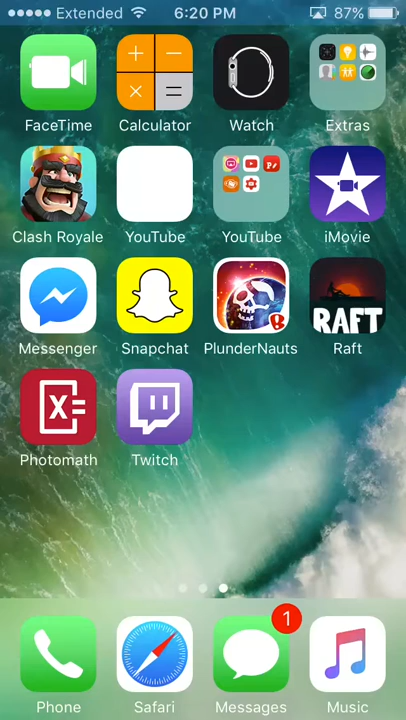 Extended 6:20 PM 87%
FaceTime Calculator Watch Extras
Clash Royale YouTube YouTube iMovie
RAFT
Messenger Snapchat PlunderNauts Raft
Photomath Twitch
1
Phone Safari Messages Music